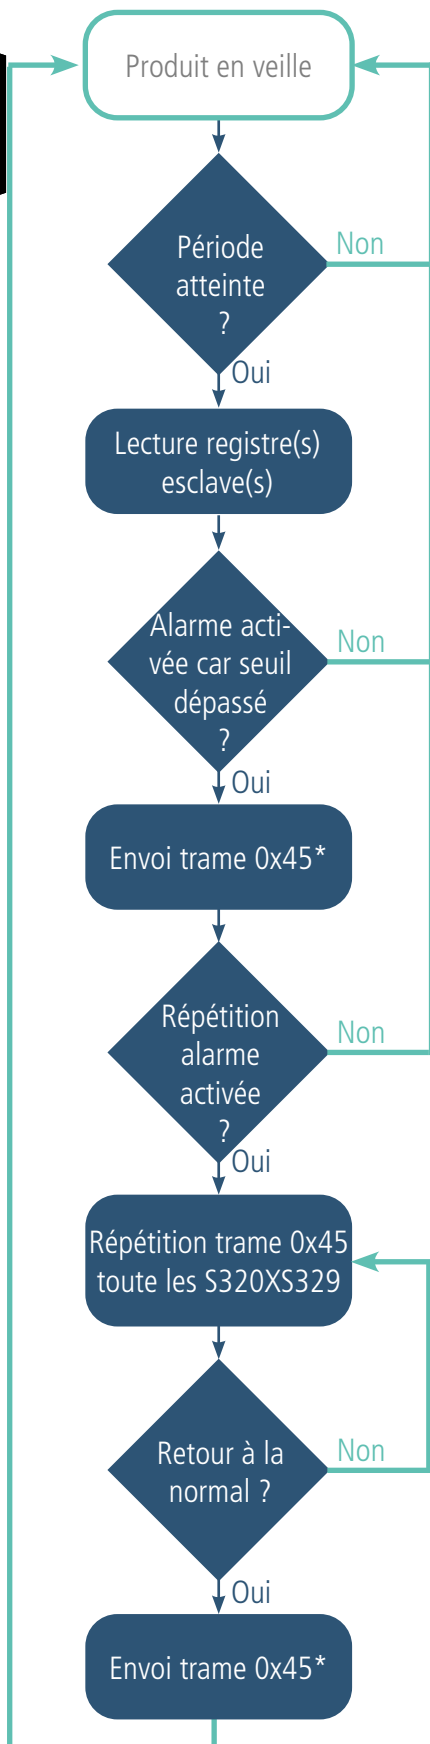 Produit en veille
Période
atteinte
?
Non
Oui
Lecture registre(s)
esclave(s)
Alarme acti-
vée car seuil
dépassé
?
Non
Oui
Envoi trame 0x45*
Répétition
alarme
activée
?
Non
Oui
Répétition trame 0x45
toute les S320XS329
Retour à la
normal ?
Non
Oui
Envoi trame 0x45*